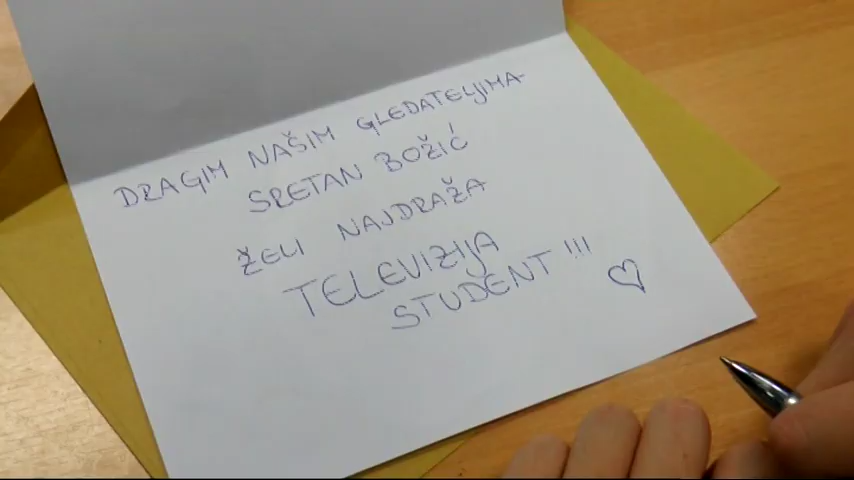 DRAGIM NAŠIM GLEDATELJIMA
SRETAN BOŽIĆ
ŽELI NAJDRAŽA
TELEVIZIJA
STUDENT!!!